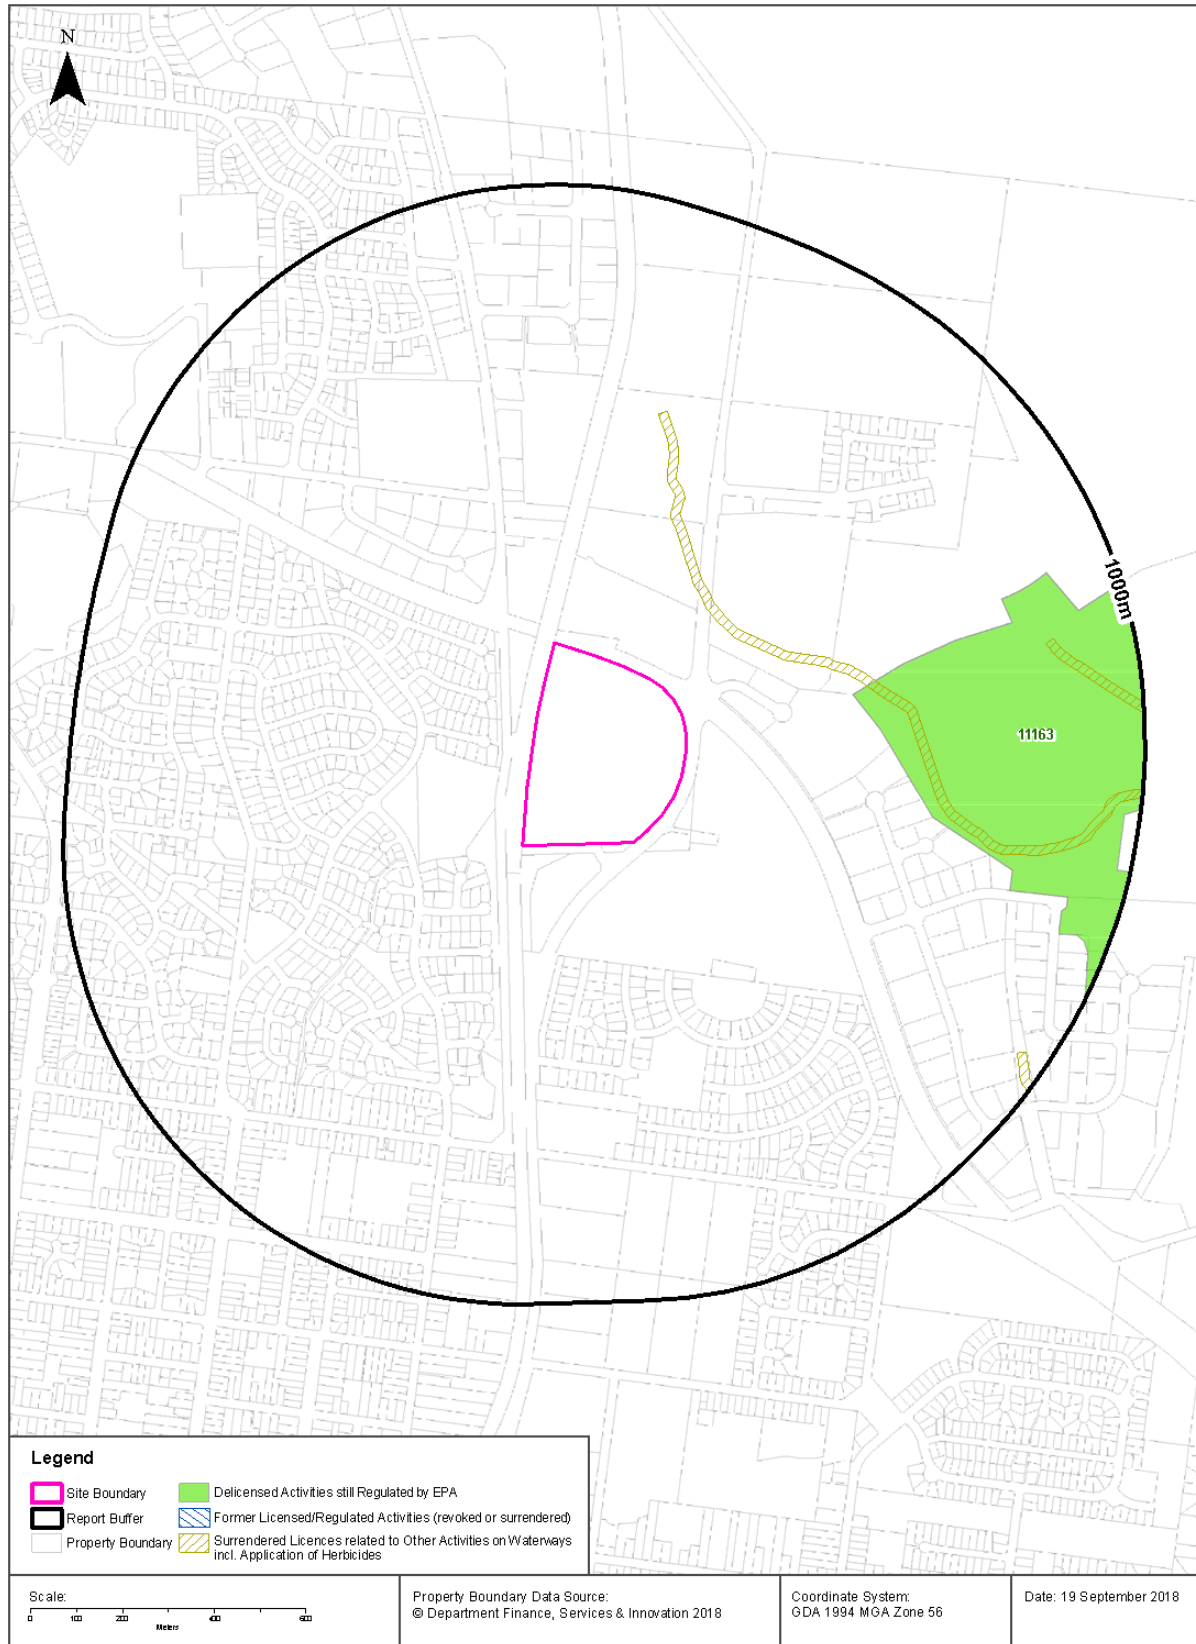 N
1000m
11163
Legend
Site Boundary
Report Buffer
Property Boundary
Delicensed Activities still Regulated by EPA
Former Licensed/Regulated Activities (revoked or surrendered)
Surrendered Licences related to Other Activities on Waterways
incl. Application of Herbicides
Scale:
0 100 200 400 600
Meters
Property Boundary Data Source:
© Department Finance, Services & Innovation 2018
Coordinate System:
GDA 1994 MGA Zone 56
Date: 19 September 2018